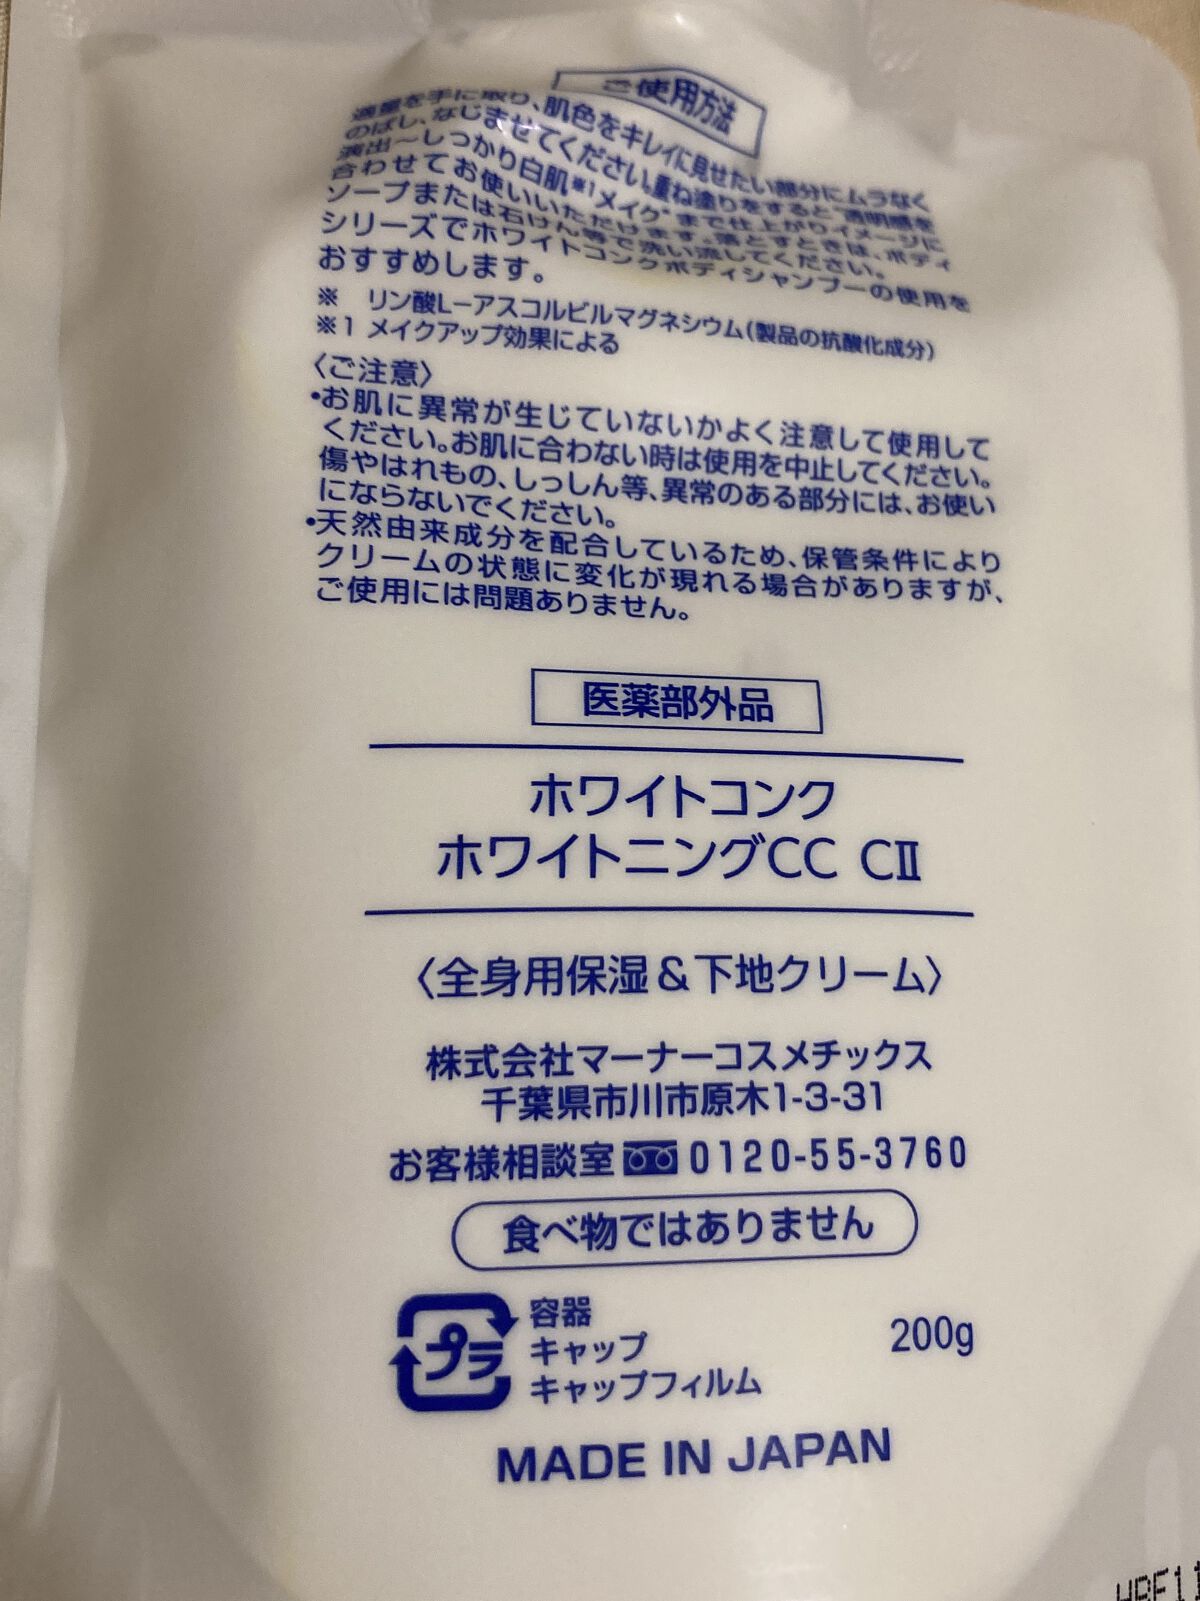 ご使用方法
適量を手に取り、肌色をキレイに見せたい部分にムラなく
のばし、なじませてください。重ね塗りをすると"透明感を
演出〜しっかり白肌※1メイク"まで仕上がりイメージに
合わせてお使いいただけます。落とすときは、ボディ
ソープまたは石けん等で洗い流してください。
シリーズでホワイトコンクボディシャンプーの使用を
おすすめします。
※ リン酸L−アスコルビルマグネシウム(製品の抗酸化成分)
※1 メイクアップ効果による
〈ご注意〉
•お肌に異常が生じていないかよく注意して使用して
ください。お肌に合わない時は使用を中止してください。
傷やはれもの、しっしん等、異常のある部分には、お使い
にならないでください。
•天然由来成分を配合しているため、保管条件により
クリームの状態に変化が現れる場合がありますが、
ご使用には問題ありません。
医薬部外品
ホワイトコンク
ホワイトニングCC CⅡ
〈全身用保湿&下地クリーム〉
株式会社マーナーコスメチックス
千葉県市川市原木1-3-31
お客様相談室 0120-55-3760
食べ物ではありません
プラ
容器
キャップ
キャップフィルム
200g
MADE IN JAPAN